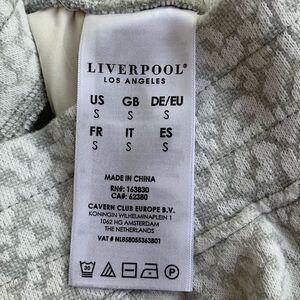 LIVERPOOL®
LOS ANGELES
US GB DE/EU
S S S
FR IT ES
S S S
MADE IN CHINA
RN#: 163830
CA#: 62380
CAVERN CLUB EUROPE B.V.
KONINGIN WILHELMINAPLEIN 1
1062 HG AMSTERDAM
THE NETHERLANDS
VAT # NL858055363B01
30
P